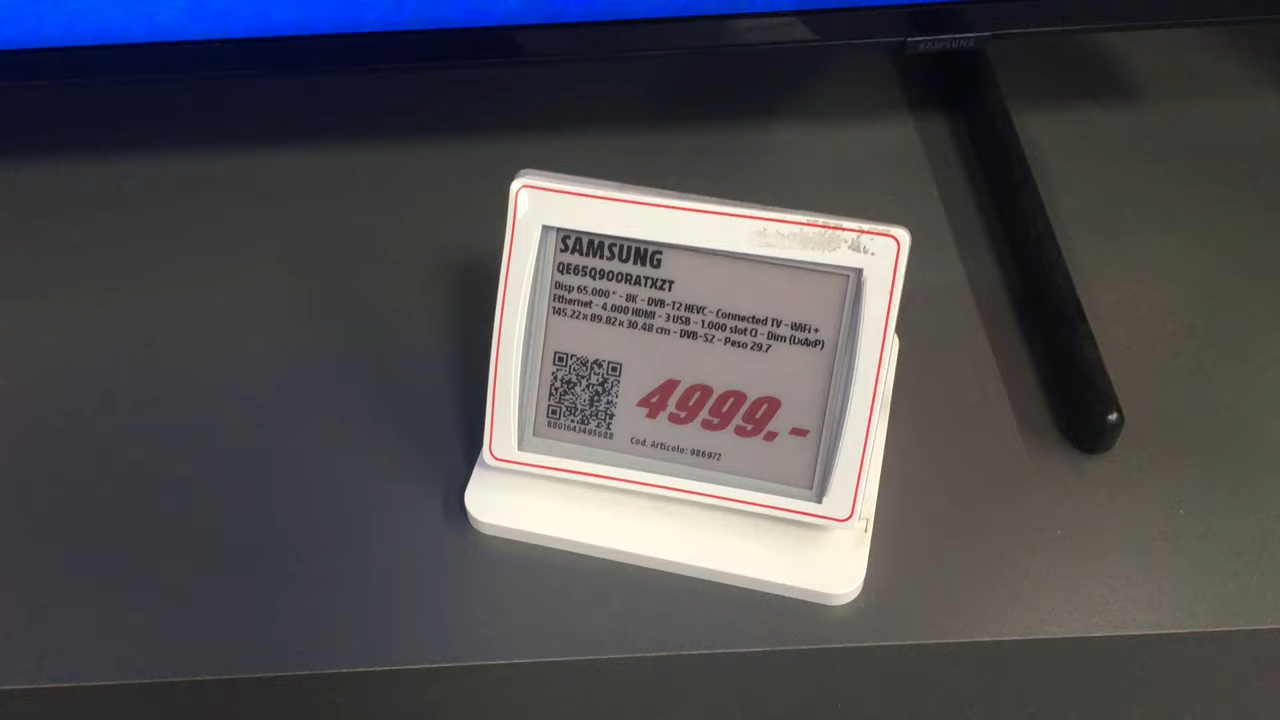 SAMSUNG
SAMSUNG
QE65Q900RATXZT
Disp 65.000 " - 8K - DVB-T2 HEVC - Connected TV - WiFi +
Ethernet - 4.000 HDMI - 3 USB - 1.000 slot CI - Dim (LxAxP)
145.22 x 89.82 x 30.48 cm - DVB-S2 - Peso 29.7
4999.-
8801643495688
Cod. Articolo: 986972